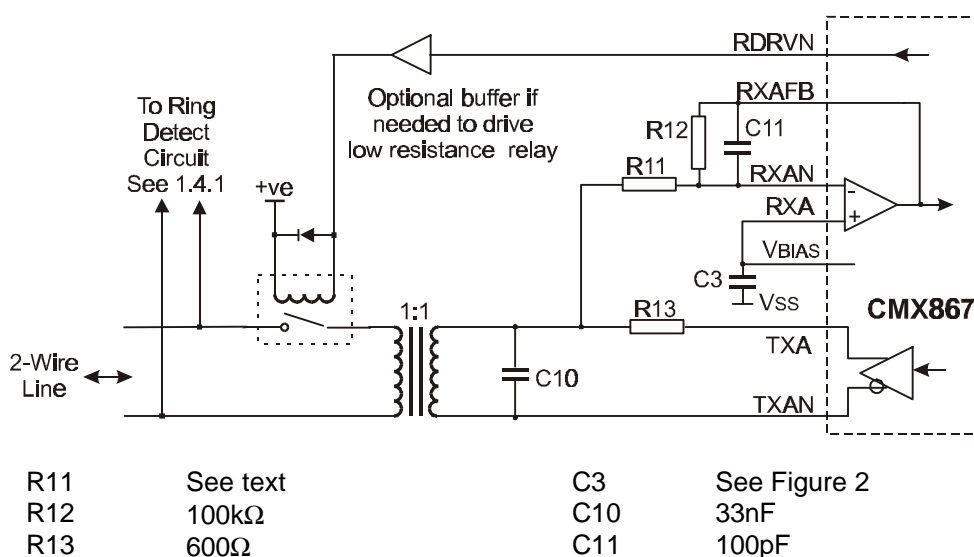 RDRVN
Optional buffer if
needed to drive
low resistance relay
To Ring
Detect
Circuit
See 1.4.1
+ve
RXAFB
R12
C11
R11
RXAN
RXA
-
+
VBIAS
C3
VSS
CMX867
1:1
R13
TXA
2-Wire
Line
C10
TXAN
R11 See text C3 See Figure 2
R12 100kΩ C10 33nF
R13 600Ω C11 100pF